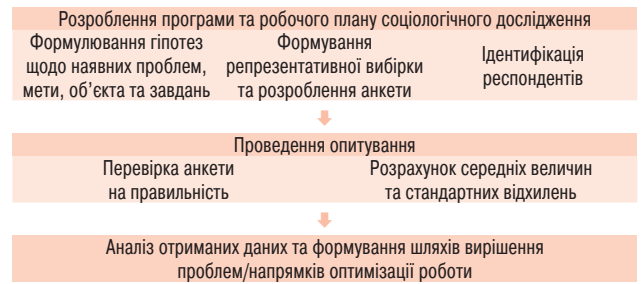 Розроблення програми та робочого плану соціологічного дослідження
Формулювання гіпотез
щодо наявних проблем,
мети, об’єкта та завдань
Формування
репрезентативної вибірки
та розроблення анкети
Ідентифікація
респондентів
Проведення опитування
Перевірка анкети
на правильність
Розрахунок середніх величин
та стандартних відхилень
Аналіз отриманих даних та формування шляхів вирішення
проблем/напрямків оптимізації роботи